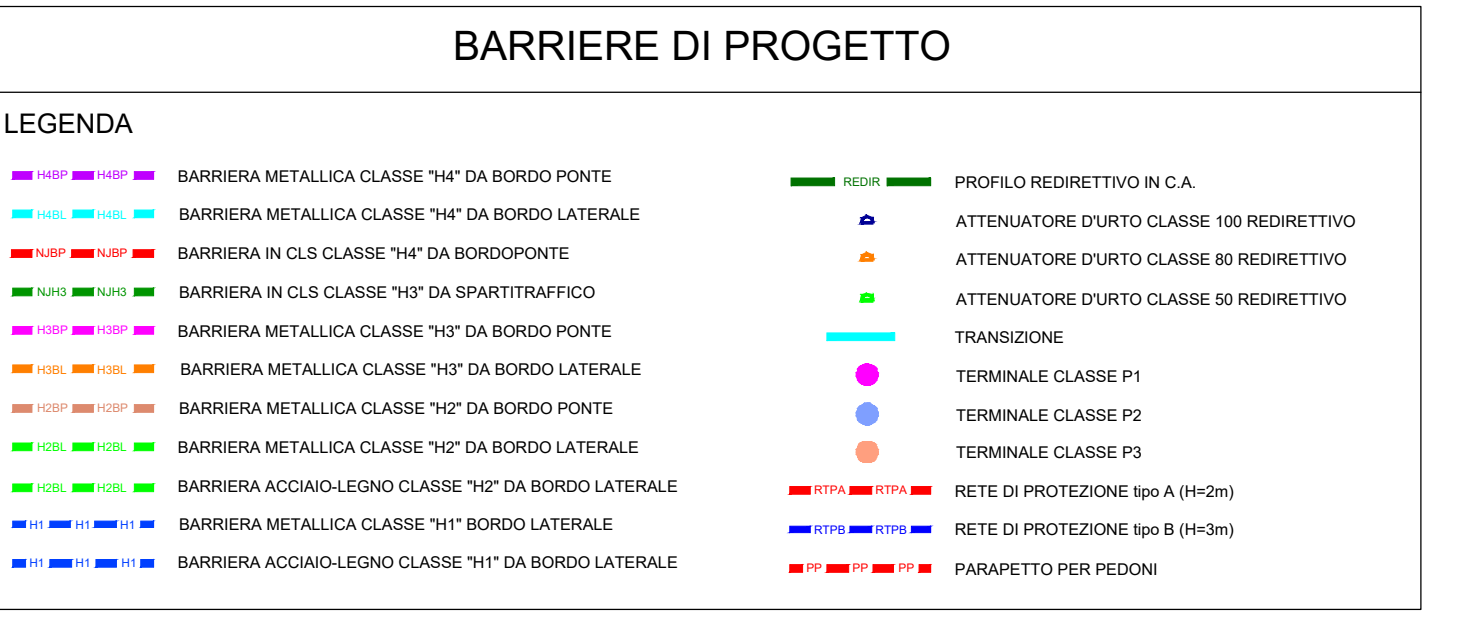 BARRIERE DI PROGETTO
LEGENDA
H4BP H4BP BARRIERA METALLICA CLASSE "H4" DA BORDO PONTE
H4BL H4BL BARRIERA METALLICA CLASSE "H4" DA BORDO LATERALE
NJBP NJBP BARRIERA IN CLS CLASSE "H4" DA BORDOPONTE
NJH3 NJH3 BARRIERA IN CLS CLASSE "H3" DA SPARTITRAFFICO
H3BP H3BP BARRIERA METALLICA CLASSE "H3" DA BORDO PONTE
H3BL H3BL BARRIERA METALLICA CLASSE "H3" DA BORDO LATERALE
H2BP H2BP BARRIERA METALLICA CLASSE "H2" DA BORDO PONTE
H2BL H2BL BARRIERA METALLICA CLASSE "H2" DA BORDO LATERALE
H2BL H2BL BARRIERA ACCIAIO-LEGNO CLASSE "H2" DA BORDO LATERALE
H1 H1 H1 BARRIERA METALLICA CLASSE "H1" BORDO LATERALE
H1 H1 H1 BARRIERA ACCIAIO-LEGNO CLASSE "H1" DA BORDO LATERALE
REDIR PROFILO REDIRETTIVO IN C.A.
ATTENUATORE D'URTO CLASSE 100 REDIRETTIVO
ATTENUATORE D'URTO CLASSE 80 REDIRETTIVO
ATTENUATORE D'URTO CLASSE 50 REDIRETTIVO
TRANSIZIONE
TERMINALE CLASSE P1
TERMINALE CLASSE P2
TERMINALE CLASSE P3
RTPA RTPA RETE DI PROTEZIONE tipo A (H=2m)
RTPB RTPB RETE DI PROTEZIONE tipo B (H=3m)
PP PP PP PARAPETTO PER PEDONI